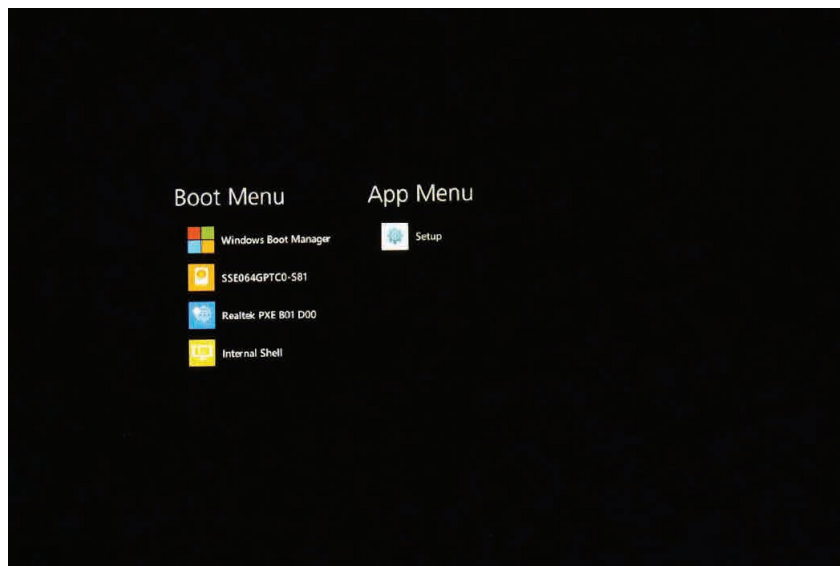 Boot Menu
Windows Boot Manager
SSE064GPTC0-S81
Realtek PXE B01 D00
Internal Shell
App Menu
Setup